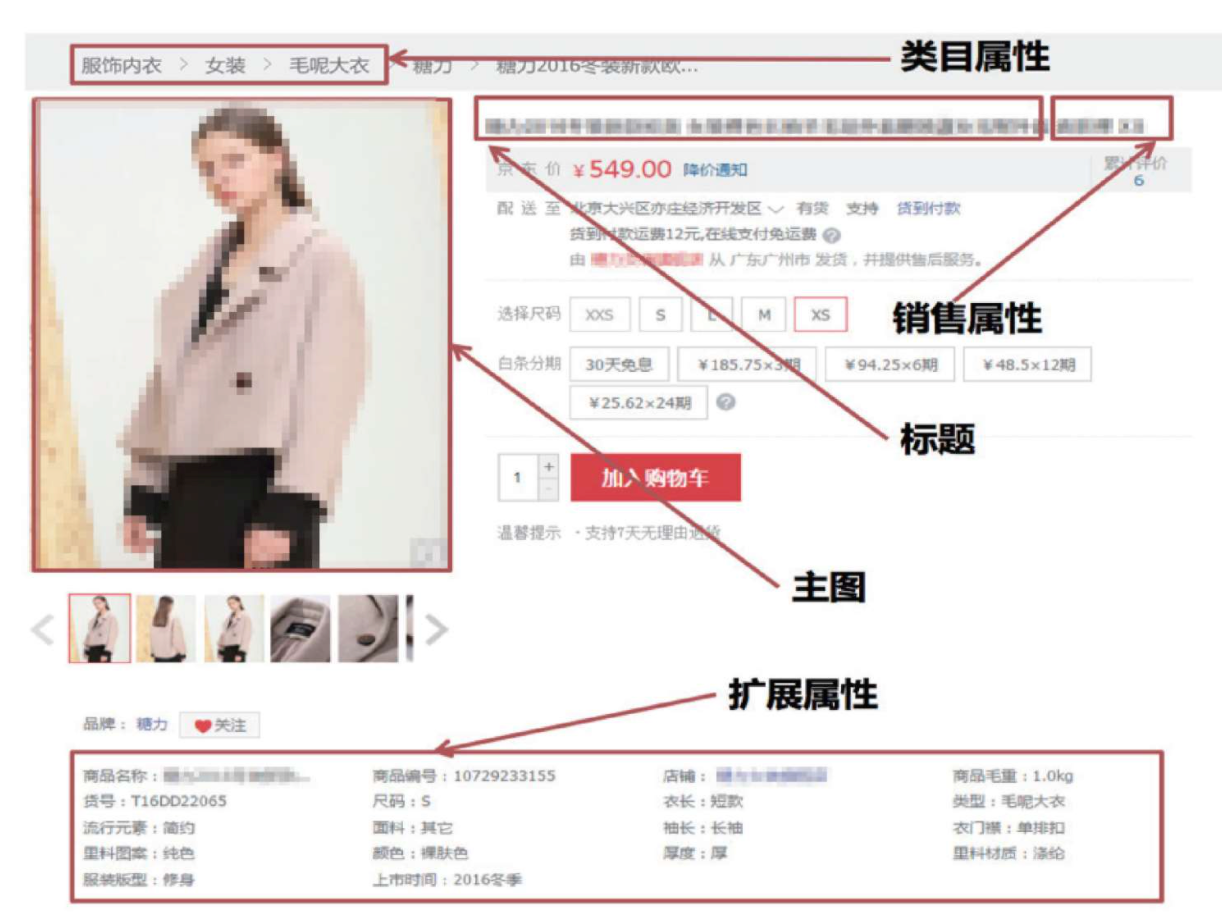 服饰内衣 > 女装 > 毛呢大衣 > 糖力 > 糖力2016冬装新款欧...
类目属性
京东价 ¥549.00 降价通知
累计评价
6
配送至 北京大兴区亦庄经济开发区 有货 支持 货到付款
货到付款运费12元,在线支付免运费
由 从 广东广州市 发货，并提供售后服务。
选择尺码 XXS S L M XS
销售属性
白条分期 30天免息 ¥185.75×3期 ¥94.25×6期 ¥48.5×12期
¥25.62×24期
标题
1 + - 加入购物车
温馨提示 ·支持7天无理由退货
主图
扩展属性
品牌：糖力 关注
商品名称： 商品编号：10729233155 店铺： 商品毛重：1.0kg
货号：T16DD22065 尺码：S 衣长：短款 类型：毛呢大衣
流行元素：简约 面料：其它 袖长：长袖 衣门襟：单排扣
里料图案：纯色 颜色：裸肤色 厚度：厚 里料材质：涤纶
服装版型：修身 上市时间：2016冬季